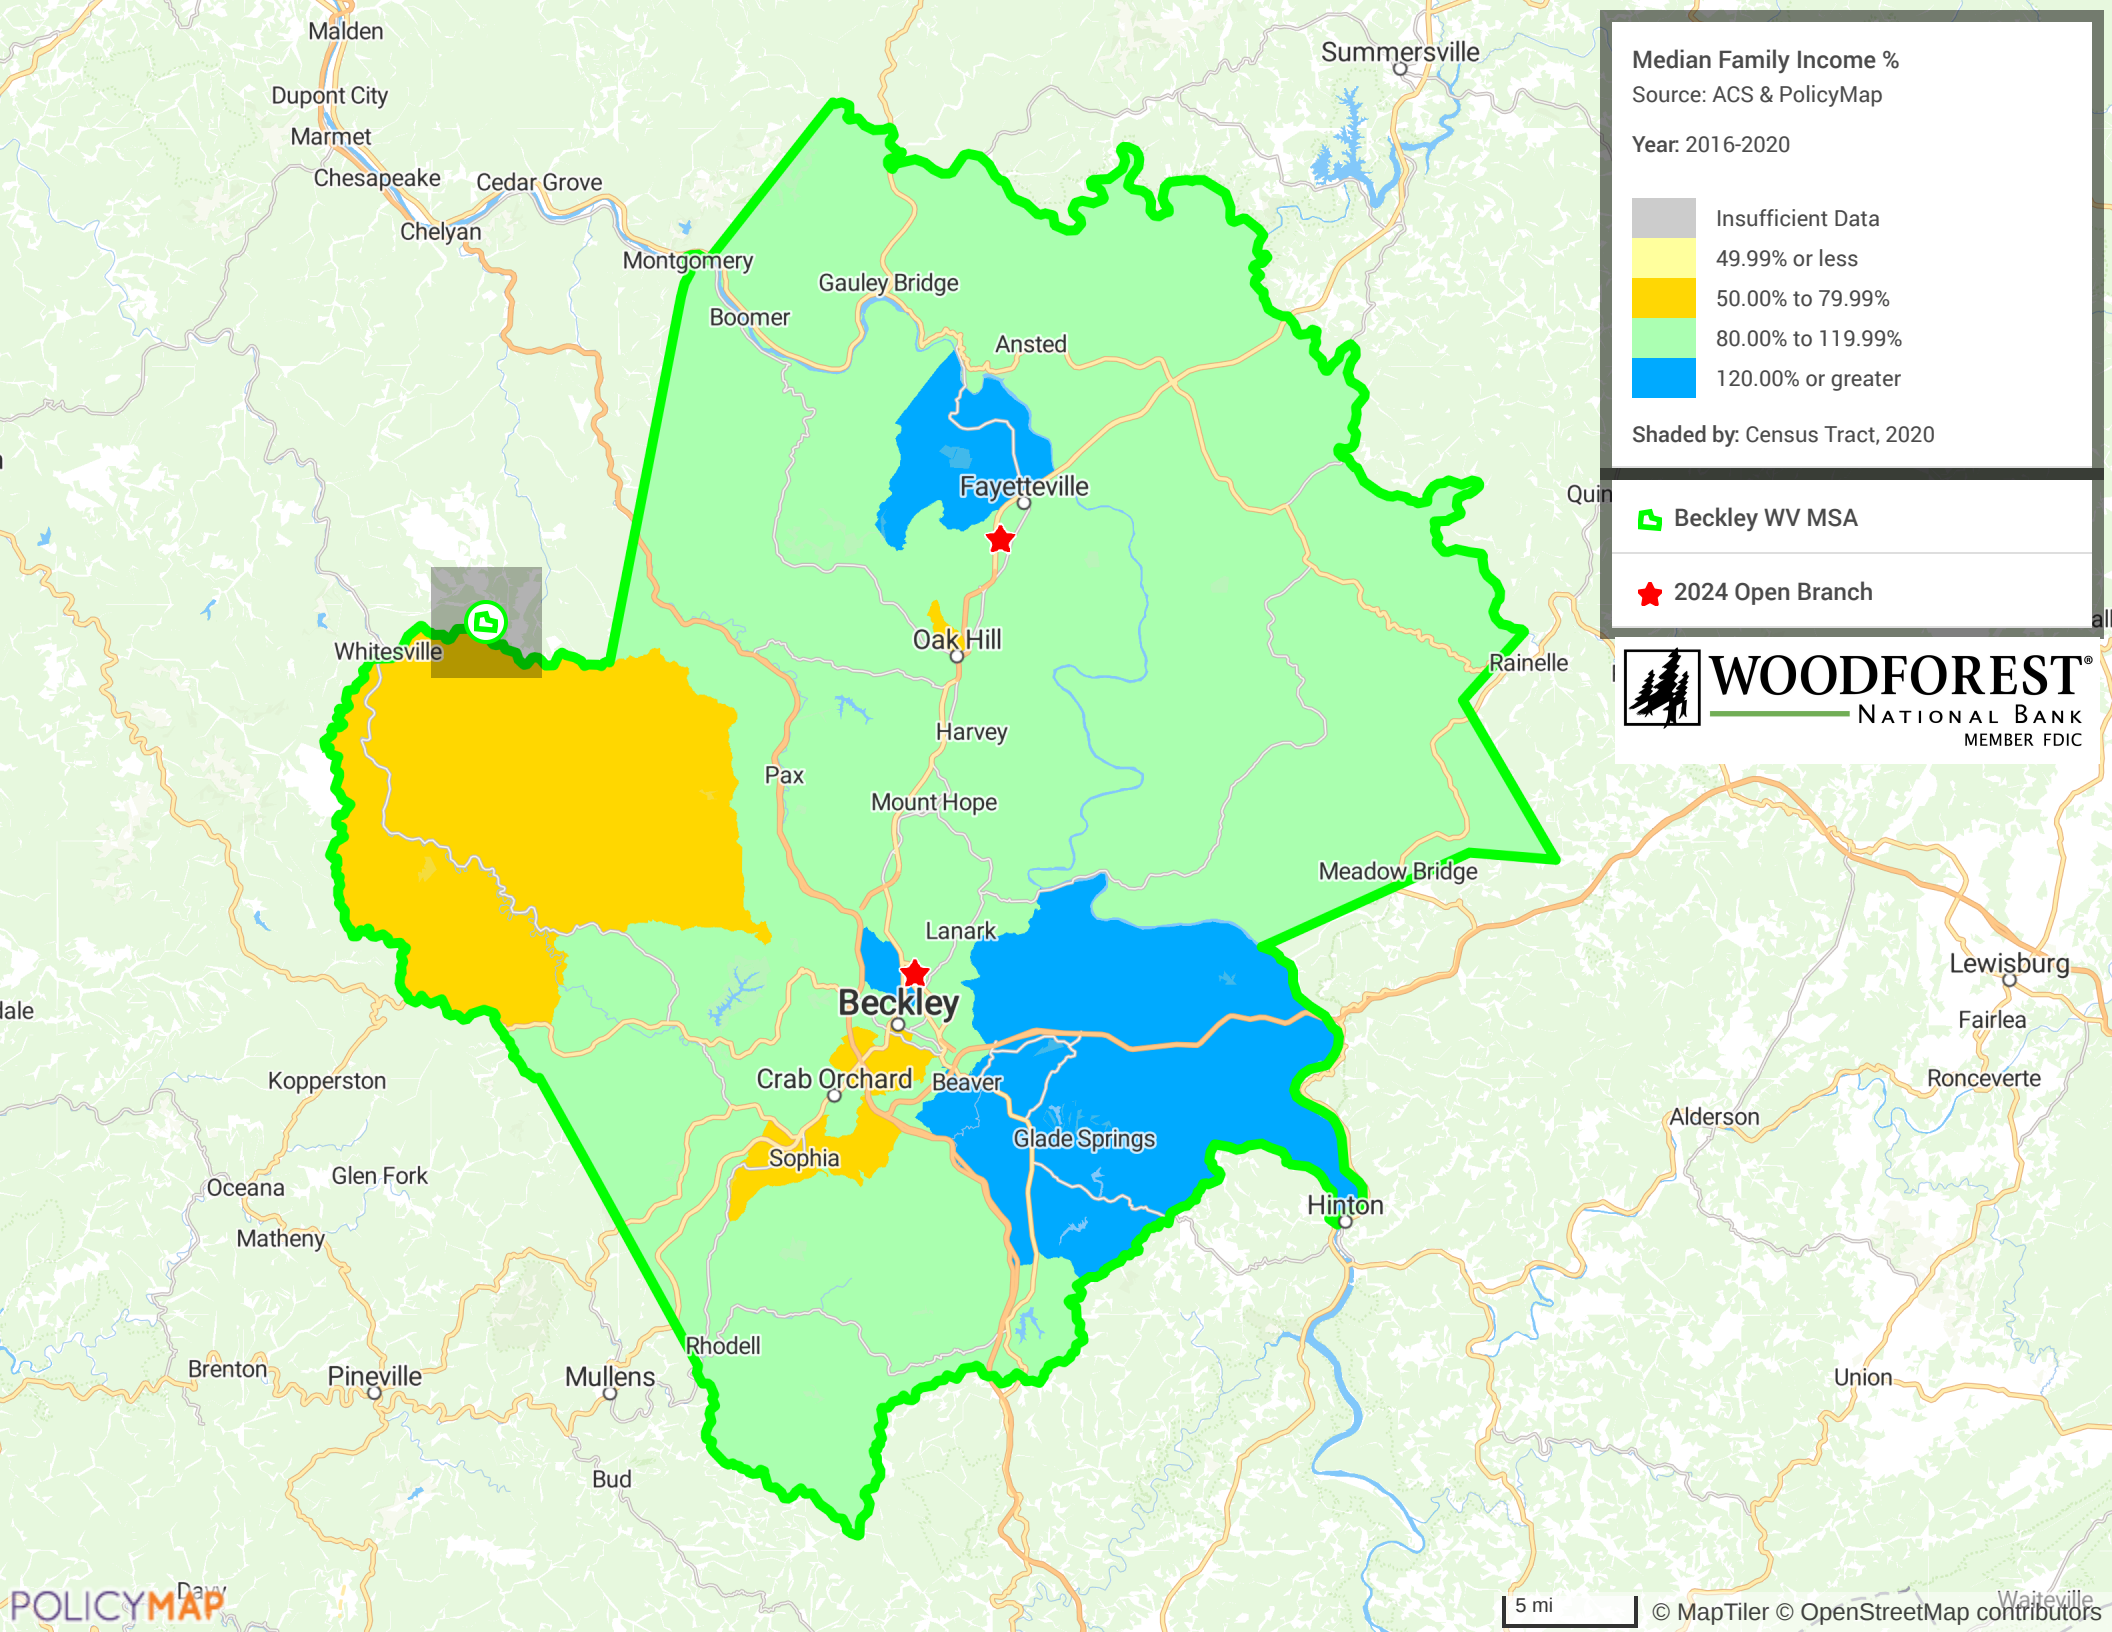 Malden
Summersville
Dupont City
Marmet
Chesapeake
Cedar Grove
Chelyan
Montgomery
Gauley Bridge
Boomer
Ansted
Fayetteville
Oak Hill
Whitesville
Rainelle
Harvey
Pax
Mount Hope
Meadow Bridge
Lanark
Beckley
Lewisburg
Fairlea
Kopperston
Crab Orchard
Beaver
Ronceverte
Alderson
Glade Springs
Sophia
Glen Fork
Oceana
Hinton
Matheny
Rhodell
Brenton
Pineville
Mullens
Union
Bud
Davy
Waiteville
Median Family Income %
Source: ACS & PolicyMap
Year: 2016-2020
Insufficient Data
49.99% or less
50.00% to 79.99%
80.00% to 119.99%
120.00% or greater
Shaded by: Census Tract, 2020
Beckley WV MSA
2024 Open Branch
WOODFOREST®
NATIONAL BANK
MEMBER FDIC
POLICYMAP
5 mi
© MapTiler © OpenStreetMap contributors